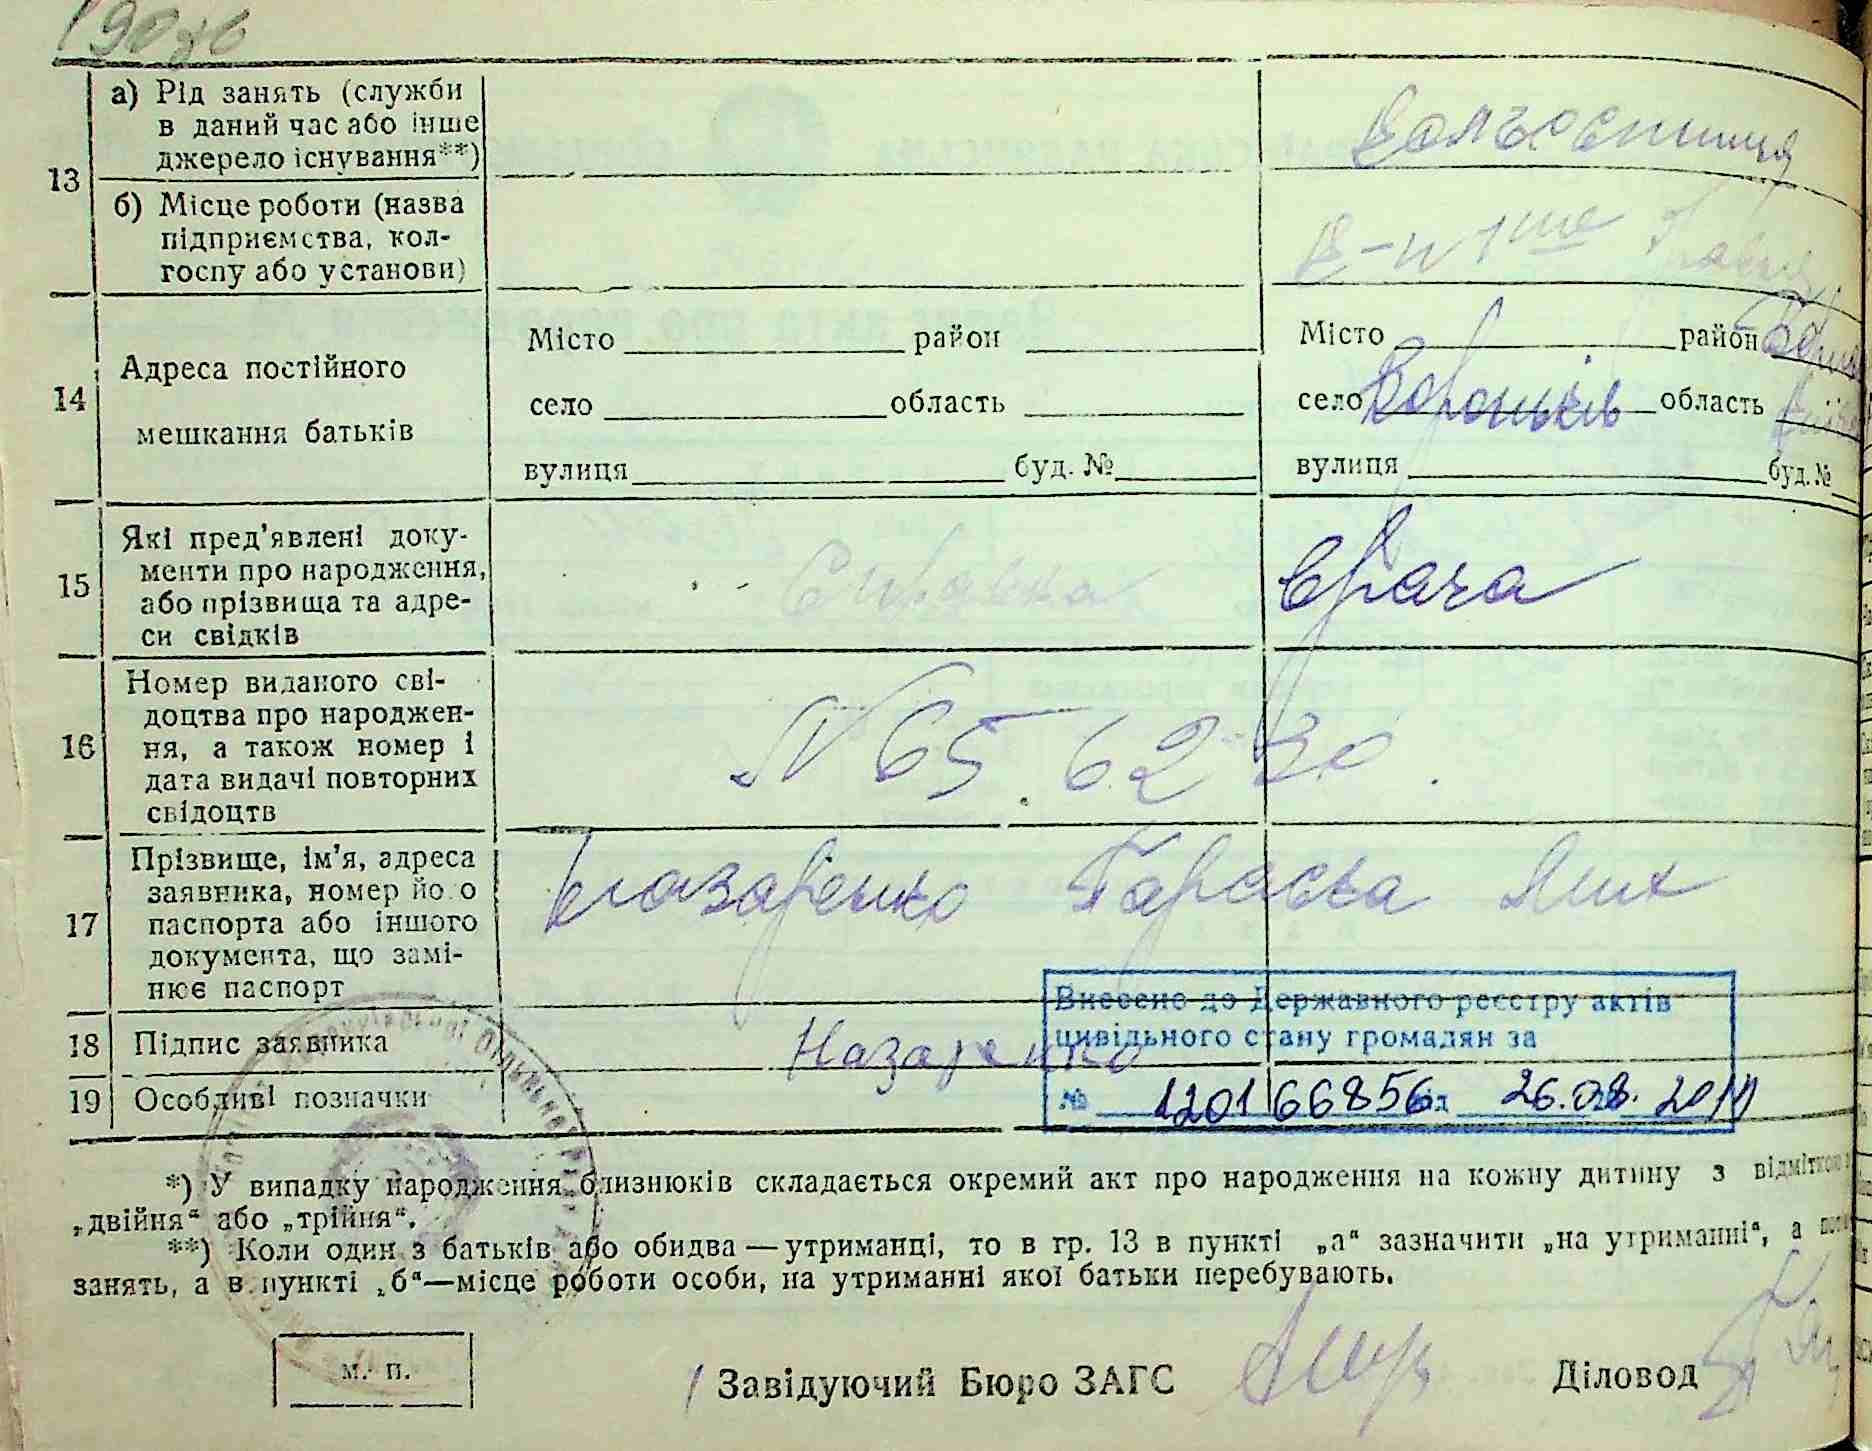 13
а) Рід занять (служби
в даний час або інше
джерело існування**)
Колгоспниця
б) Місце роботи (назва
підприємства, кол-
госпу або установи)
14
Адреса постійного
мешкання батьків
Місто район
село область
вулиця буд. №
Місто район
село Вороньків область
вулиця буд. №
15
Які пред’явлені доку-
менти про народження,
або прізвища та адре-
си свідків
Справка врача
16
Номер виданого сві-
доцтва про народжен-
ня, а також номер і
дата видачі повторних
свідоцтв
N 65 62 30.
17
Прізвище, ім’я, адреса
заявника, номер його
паспорта або іншого
документа, що замі-
нює паспорт
Назаренко Параска
18 Підпис заявника
Назаренко
19 Особливі позначки
Внесено до Державного реєстру актів
цивільного стану громадян за
№ 120166856 від 26.08.
*) У випадку народження близнюків складається окремий акт про народження на кожну дитину з відміткою
„двійня“ або „трійня“.
**) Коли один з батьків або обидва — утриманці, то в гр. 13 в пункті „а“ зазначити „на утриманні“, а
занять, а в пункті „б“—місце роботи особи, на утриманні якої батьки перебувають.
м. п.
Завідуючий Бюро ЗАГС
Діловод